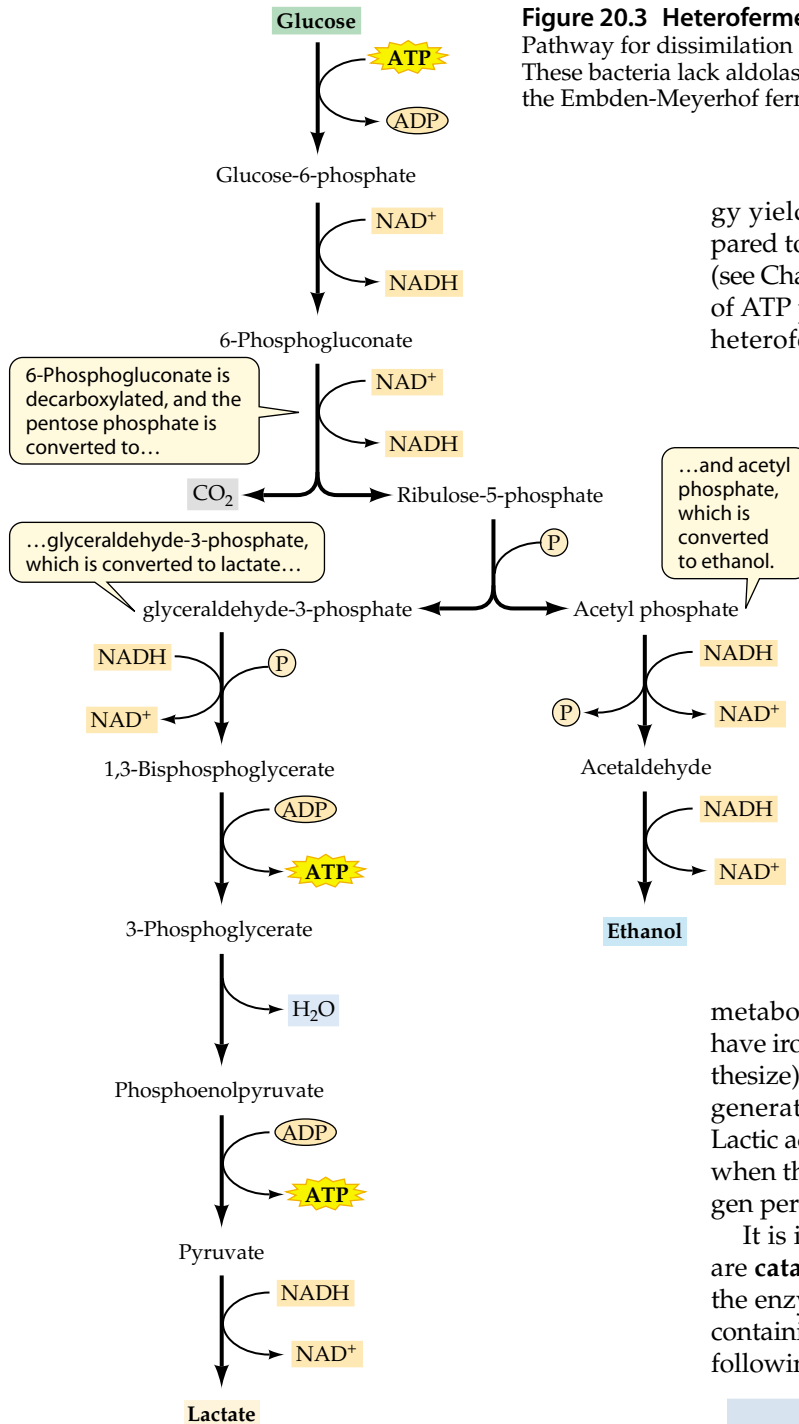 Figure 20.3 Heteroferme
Pathway for dissimilation
These bacteria lack aldolas
the Embden-Meyerhof fern
Glucose
ATP
ADP
Glucose-6-phosphate
NAD+
NADH
6-Phosphogluconate
6-Phosphogluconate is
decarboxylated, and the
pentose phosphate is
converted to…
NAD+
NADH
CO2
Ribulose-5-phosphate
…and acetyl
phosphate,
which is
converted
to ethanol.
…glyceraldehyde-3-phosphate,
which is converted to lactate…
P
glyceraldehyde-3-phosphate
Acetyl phosphate
NADH
P
NAD+
NADH
P
NAD+
1,3-Bisphosphoglycerate
Acetaldehyde
ADP
ATP
NADH
NAD+
3-Phosphoglycerate
Ethanol
H2O
Phosphoenolpyruvate
ADP
ATP
Pyruvate
NADH
NAD+
Lactate
gy yield
pared to
(see Cha
of ATP
heterofe
metabo
have iro
thesize)
generat
Lactic a
when th
gen per
It is i
are cata
the enzy
containi
followin